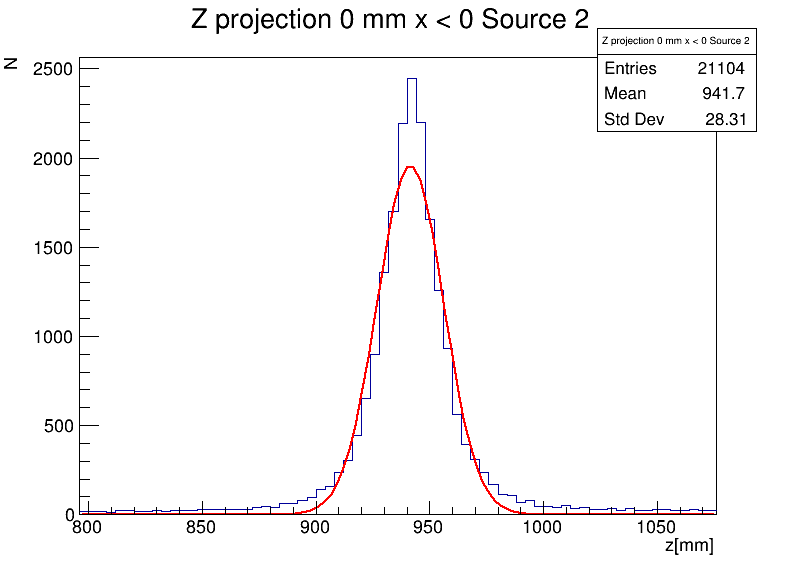 Z projection 0 mm x < 0 Source 2
Z projection 0 mm x < 0 Source 2
Entries 21104
Mean 941.7
Std Dev 28.31
N
2500
2000
1500
1000
500
0
800 850 900 950 1000 1050
z[mm]